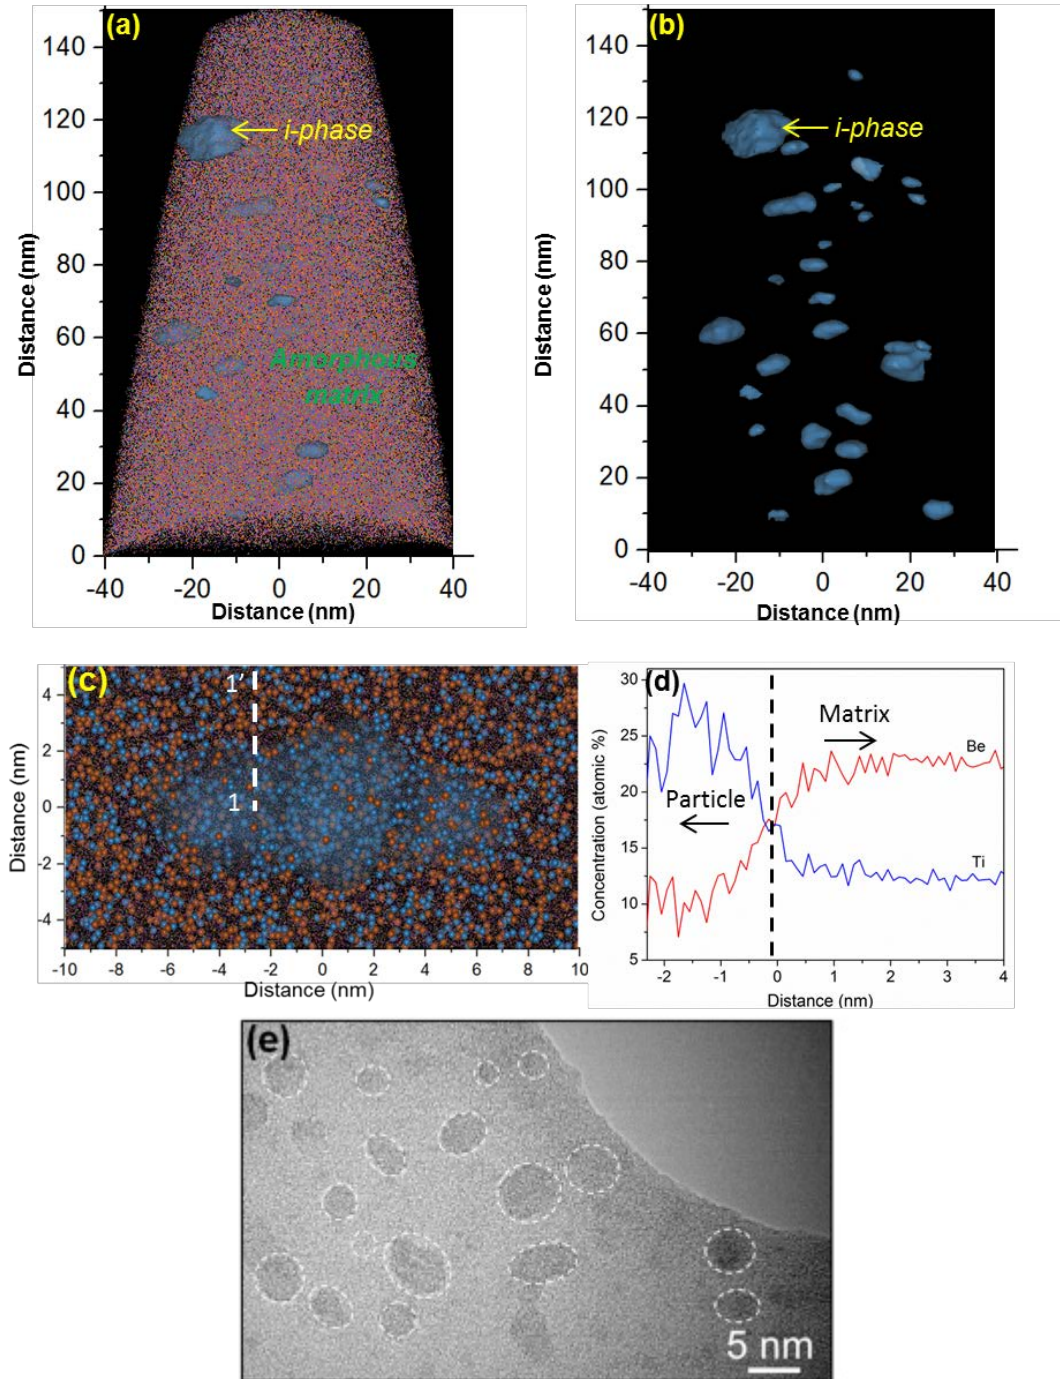 (a)
140
120
100
80
60
40
20
0
-40
-20
0
20
40
Distance (nm)
Distance (nm)
i-phase
Amorphous
matrix
(b)
140
120
100
80
60
40
20
0
-40
-20
0
20
40
Distance (nm)
Distance (nm)
i-phase
(c)
4
2
0
-2
-4
-10
-8
-6
-4
-2
0
2
4
6
8
10
Distance (nm)
Distance (nm)
1'
1
(d)
30
25
20
15
10
5
-2
-1
0
1
2
3
4
Concentration (atomic %)
Distance (nm)
Matrix
Be
Particle
Ti
(e)
5 nm